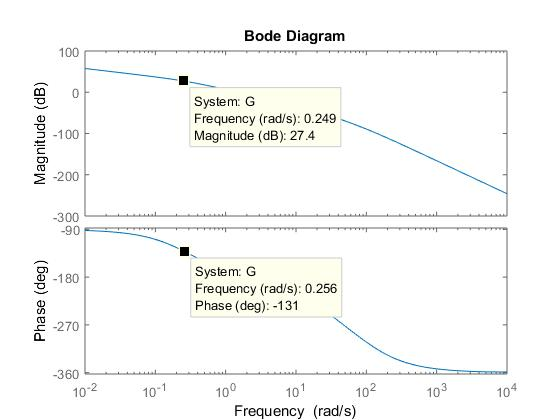 Bode Diagram
100
0
-100
-200
-300
Magnitude (dB)
System: G
Frequency (rad/s): 0.249
Magnitude (dB): 27.4
-90
-180
-270
-360
Phase (deg)
System: G
Frequency (rad/s): 0.256
Phase (deg): -131
10^-2 10^-1 10^0 10^1 10^2 10^3 10^4
Frequency (rad/s)